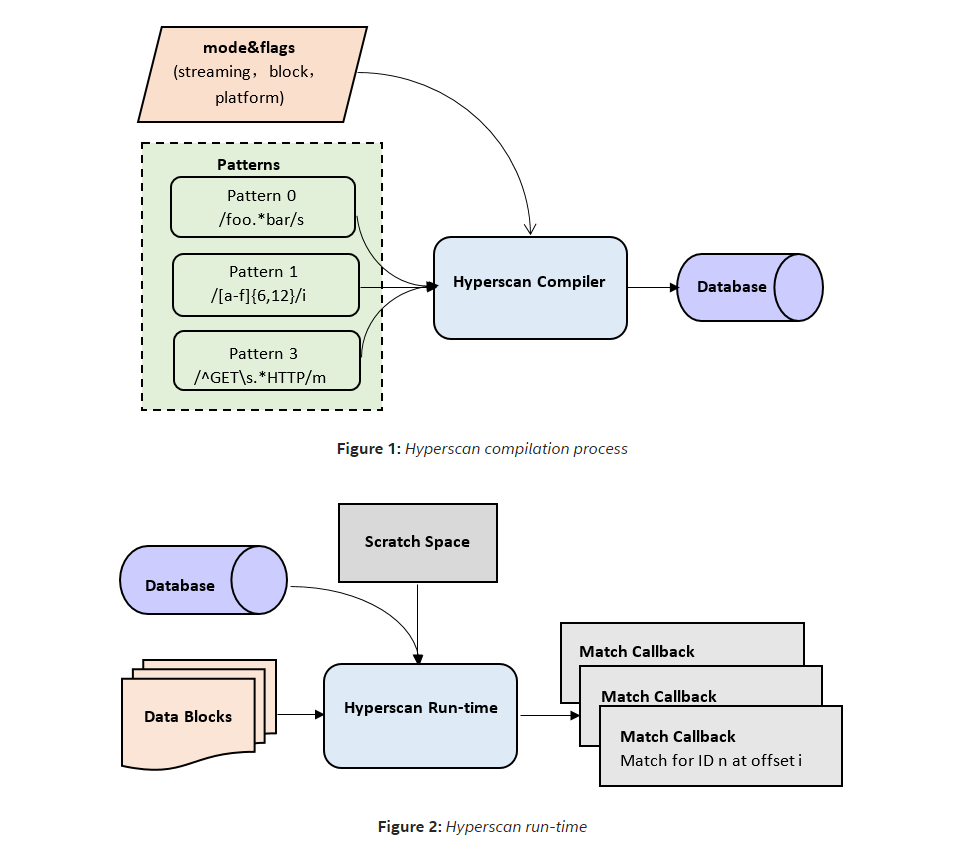 mode&flags
(streaming，block，
platform)
Patterns
Pattern 0
/foo.*bar/s
Pattern 1
/[a-f]{6,12}/i
Pattern 3
/^GET\s.*HTTP/m
Hyperscan Compiler
Database
Figure 1: Hyperscan compilation process
Scratch Space
Database
Data Blocks
Hyperscan Run-time
Match Callback
Match Callback
Match Callback
Match for ID n at offset i
Figure 2: Hyperscan run-time